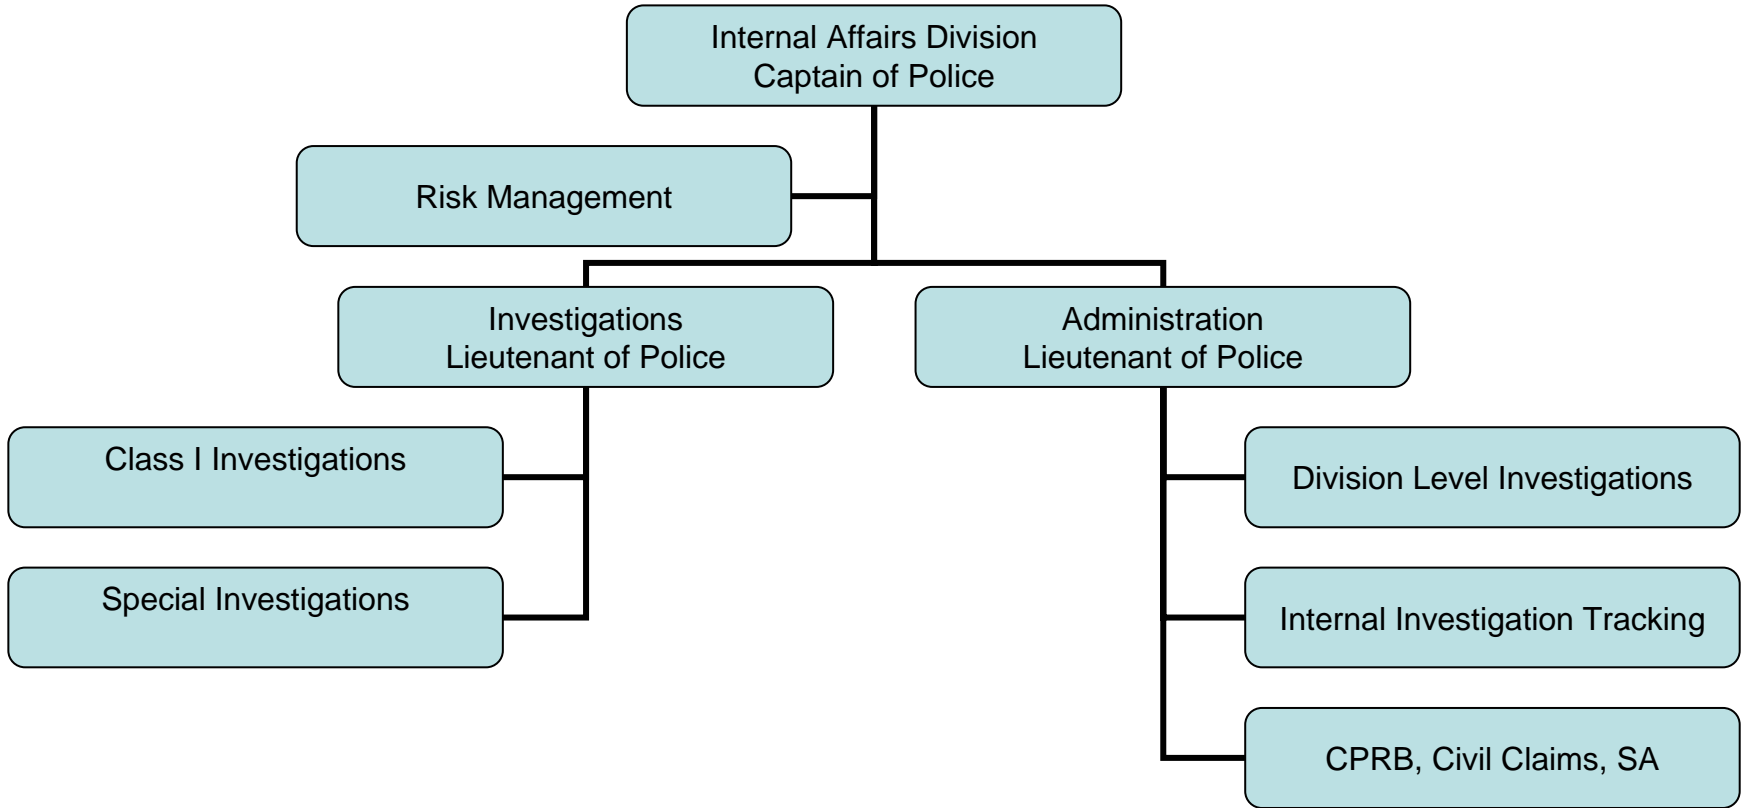 Internal Affairs Division
Captain of Police
Risk Management
Investigations
Lieutenant of Police
Administration
Lieutenant of Police
Class I Investigations
Division Level Investigations
Special Investigations
Internal Investigation Tracking
CPRB, Civil Claims, SA